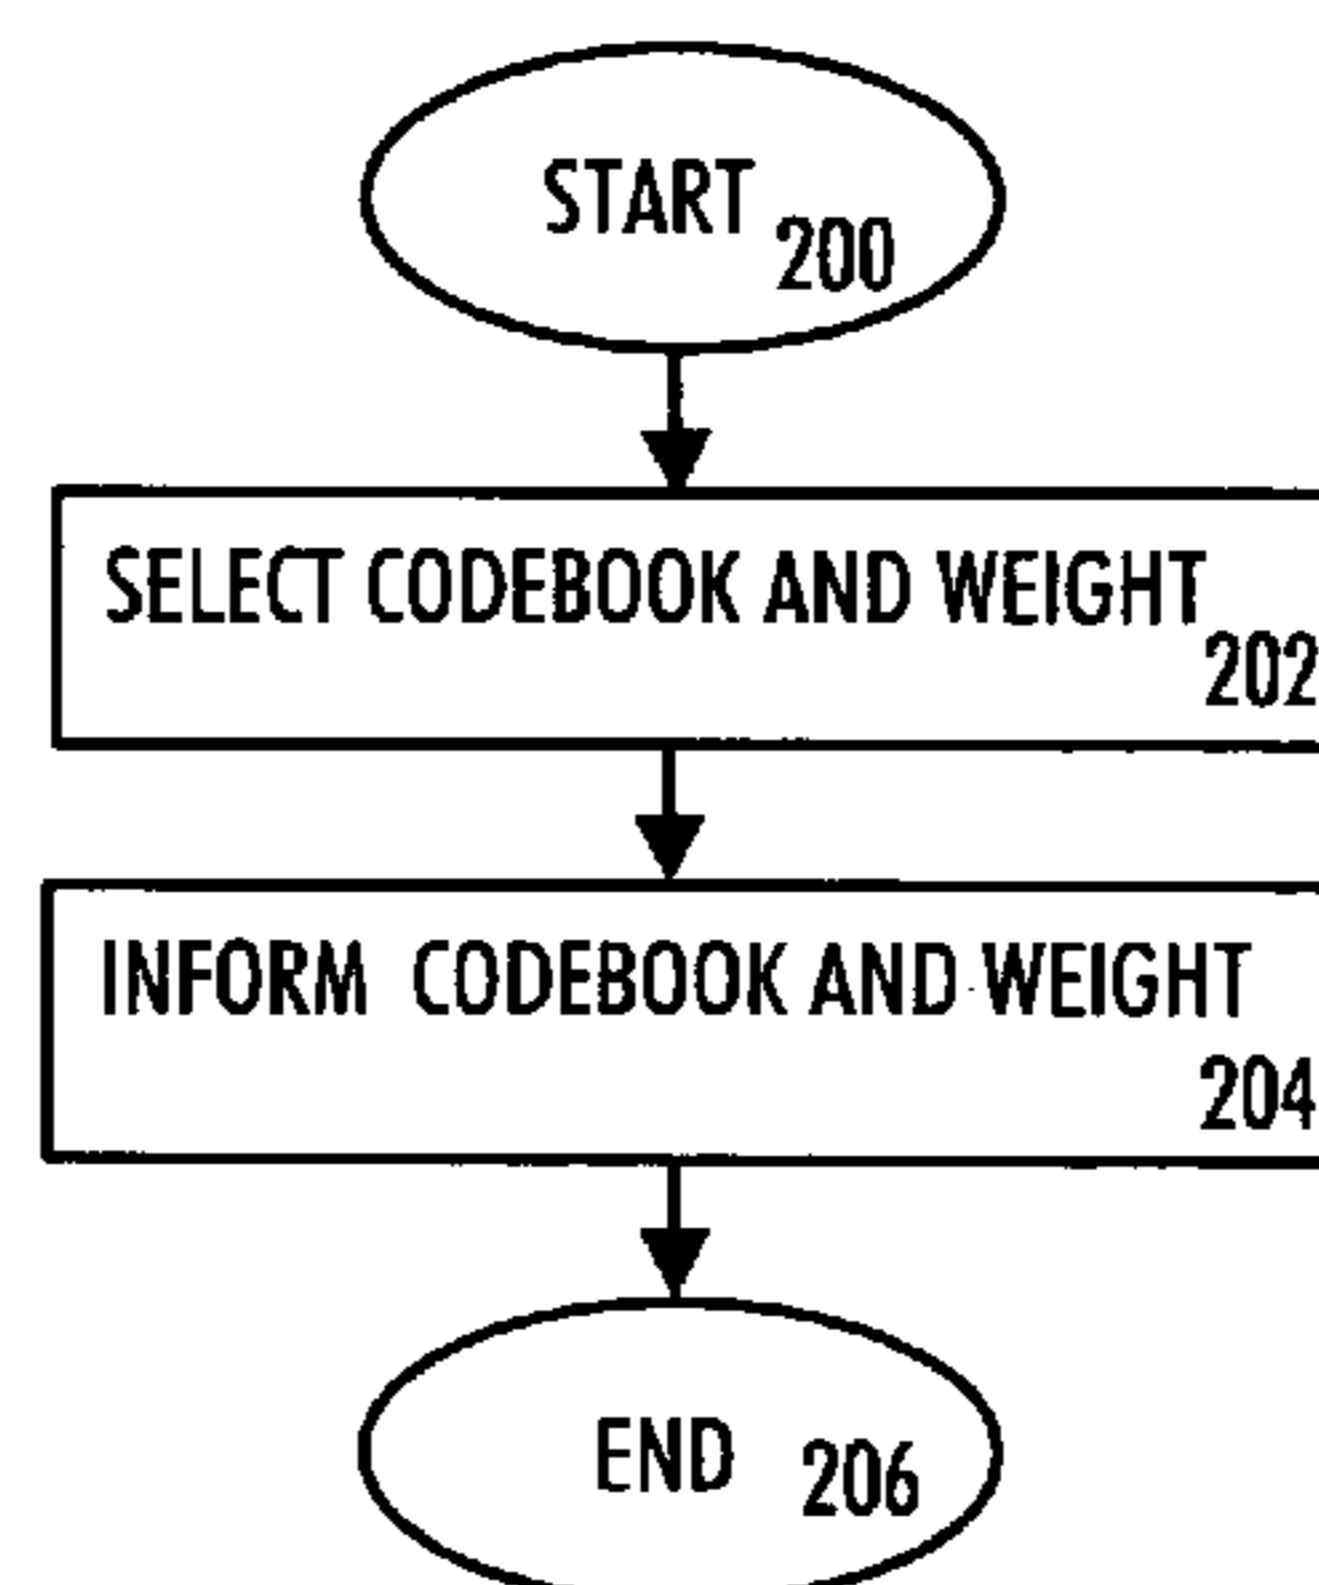 START
200
SELECT CODEBOOK AND WEIGHT
202
INFORM CODEBOOK AND WEIGHT
204
END 206